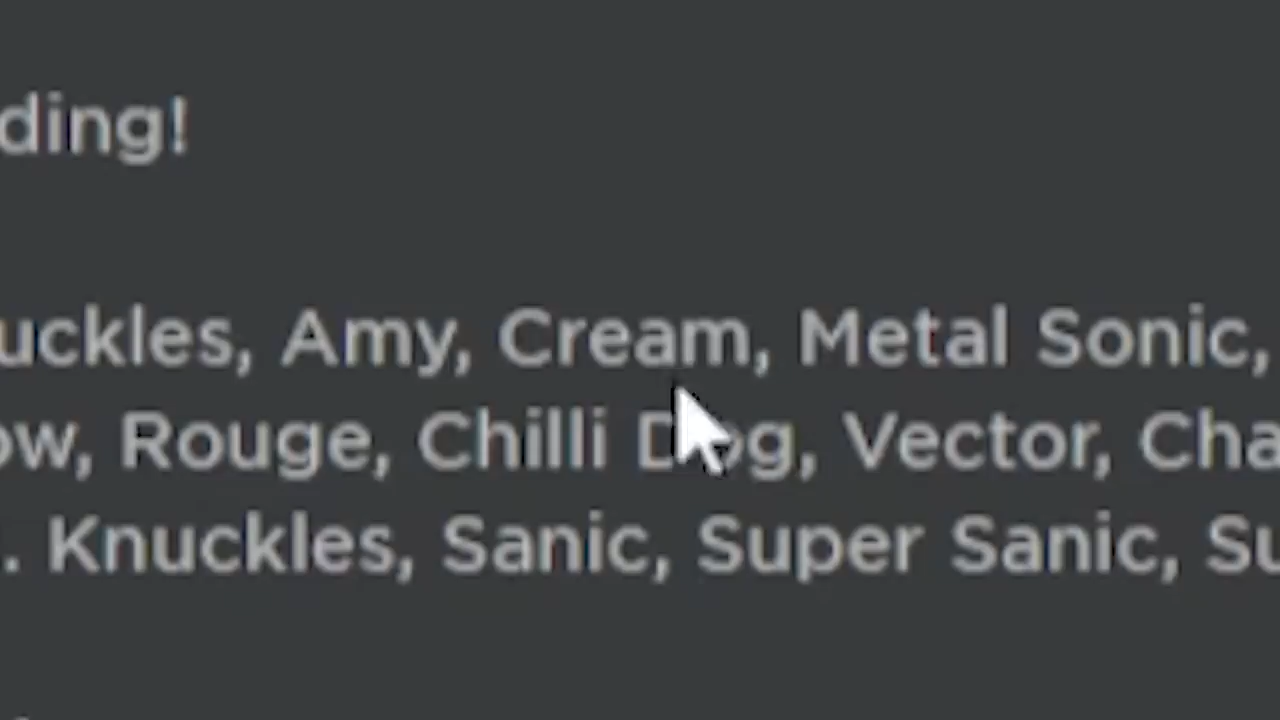 ding!
uckles, Amy, Cream, Metal Sonic,
ow, Rouge, Chilli Dog, Vector, Cha
. Knuckles, Sanic, Super Sanic, Su